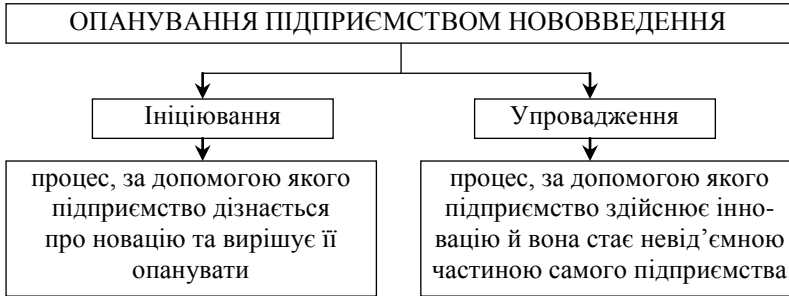 ОПАНУВАННЯ ПІДПРИЄМСТВОМ НОВОВВЕДЕННЯ
Ініціювання
Упровадження
процес, за допомогою якого
підприємство дізнається
про новацію та вирішує її
опанувати
процес, за допомогою якого
підприємство здійснює інно-
вацію й вона стає невід’ємною
частиною самого підприємства